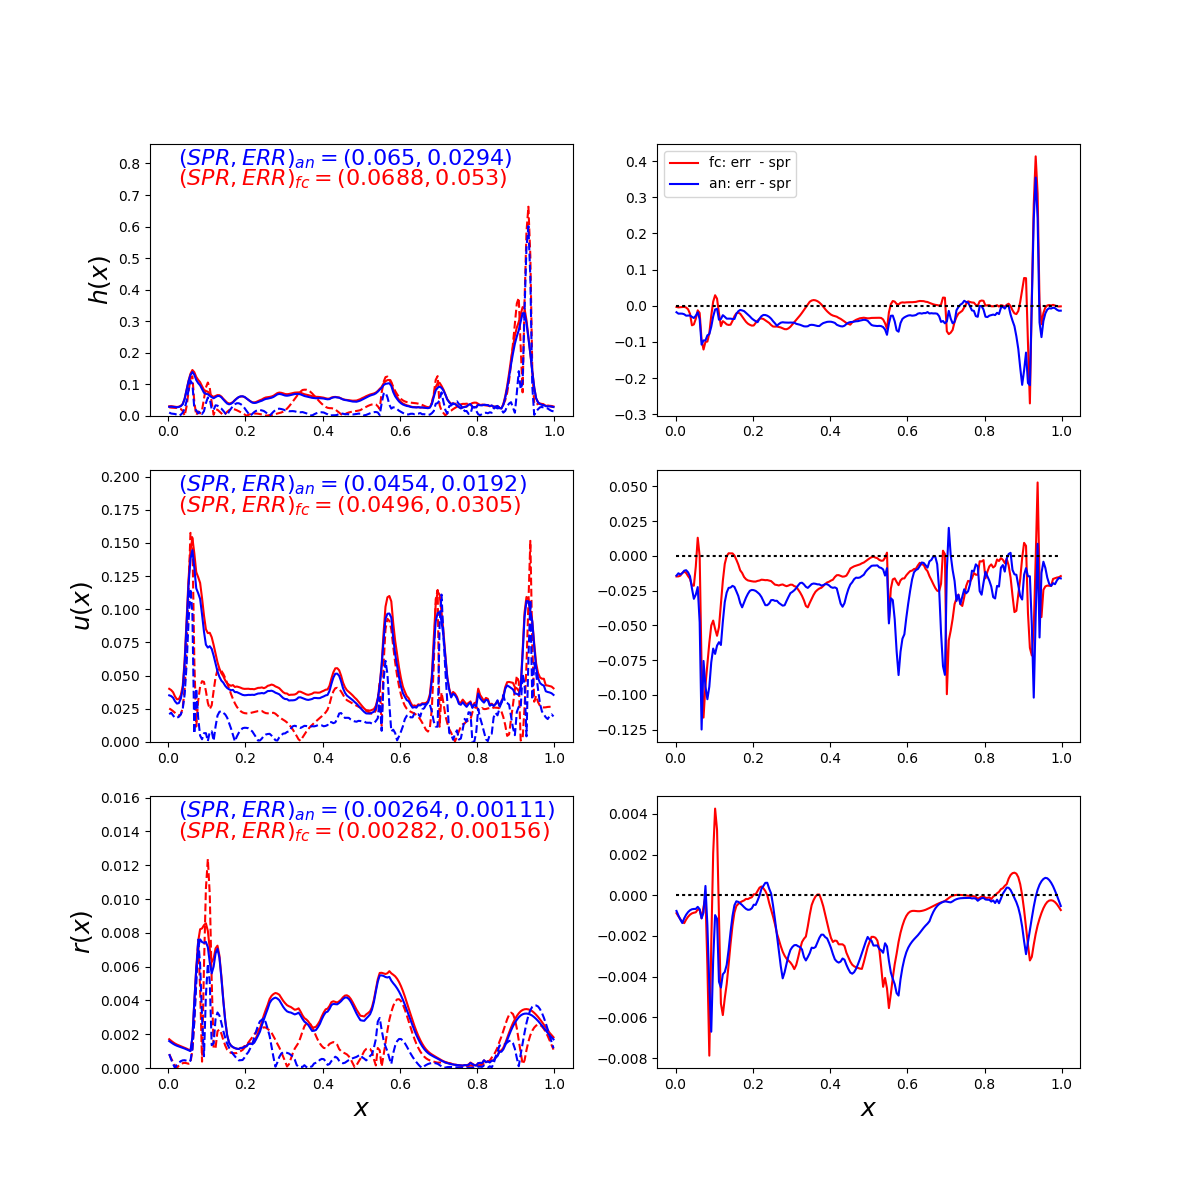 (SPR, ERR)an = (0.065, 0.0294)
(SPR, ERR)fc = (0.0688, 0.053)
h(x)
0.8
0.7
0.6
0.5
0.4
0.3
0.2
0.1
0.0
0.0 0.2 0.4 0.6 0.8 1.0
fc: err - spr
an: err - spr
0.4
0.3
0.2
0.1
0.0
−0.1
−0.2
−0.3
0.0 0.2 0.4 0.6 0.8 1.0
(SPR, ERR)an = (0.0454, 0.0192)
(SPR, ERR)fc = (0.0496, 0.0305)
u(x)
0.200
0.175
0.150
0.125
0.100
0.075
0.050
0.025
0.000
0.0 0.2 0.4 0.6 0.8 1.0
0.050
0.025
0.000
−0.025
−0.050
−0.075
−0.100
−0.125
0.0 0.2 0.4 0.6 0.8 1.0
(SPR, ERR)an = (0.00264, 0.00111)
(SPR, ERR)fc = (0.00282, 0.00156)
r(x)
0.016
0.014
0.012
0.010
0.008
0.006
0.004
0.002
0.000
0.0 0.2 0.4 0.6 0.8 1.0
x
0.004
0.002
0.000
−0.002
−0.004
−0.006
−0.008
0.0 0.2 0.4 0.6 0.8 1.0
x